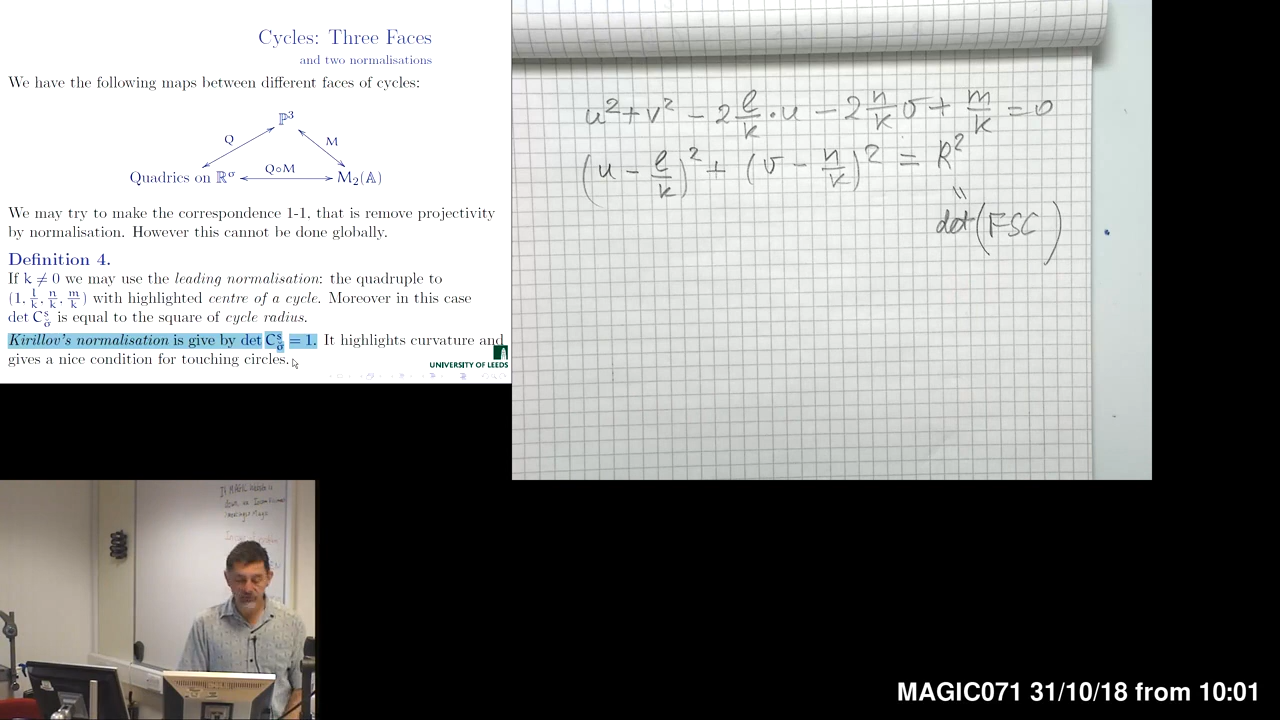 Cycles: Three Faces
and two normalisations
We have the following maps between different faces of cycles:
ℙ³
Q
M
Quadrics on ℝ^σ
Q∘M
M₂(𝔸)
We may try to make the correspondence 1-1, that is remove projectivity
by normalisation. However this cannot be done globally.
Definition 4.
If k ≠ 0 we may use the leading normalisation: the quadruple to
(1, l/k, n/k, m/k) with highlighted centre of a cycle. Moreover in this case
det C^s_σ̆ is equal to the square of cycle radius.
Kirillov's normalisation is give by det C^s_σ̆ = 1. It highlights curvature and
gives a nice condition for touching circles.
UNIVERSITY OF LEEDS
u² + v² - 2 l/k · u - 2 n/k v + m/k = 0
(u - l/k)² + (v - n/k)² = R²
=
det(FSC)
MAGIC071 31/10/18 from 10:01